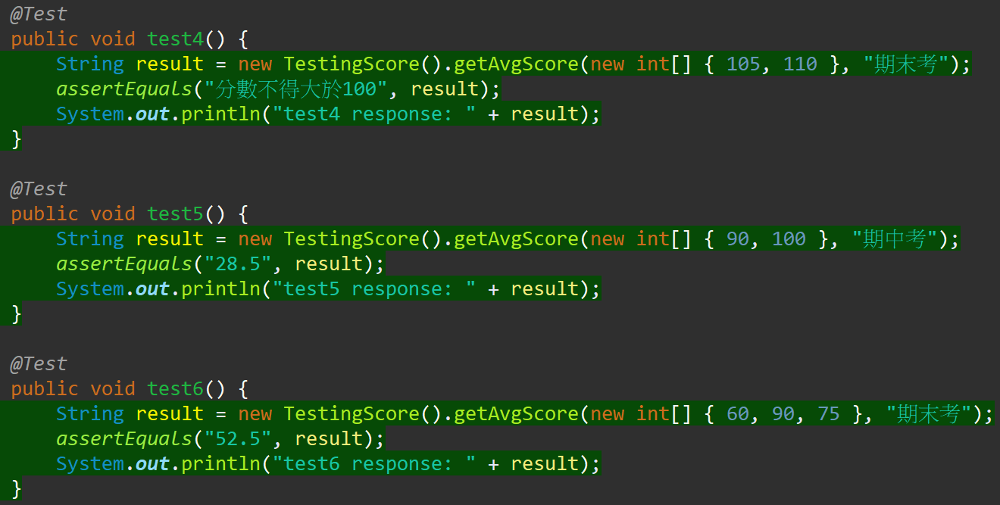 @Test
public void test4() {
    String result = new TestingScore().getAvgScore(new int[] { 105, 110 }, "期末考");
    assertEquals("分數不得大於100", result);
    System.out.println("test4 response: " + result);
}
@Test
public void test5() {
    String result = new TestingScore().getAvgScore(new int[] { 90, 100 }, "期中考");
    assertEquals("28.5", result);
    System.out.println("test5 response: " + result);
}
@Test
public void test6() {
    String result = new TestingScore().getAvgScore(new int[] { 60, 90, 75 }, "期末考");
    assertEquals("52.5", result);
    System.out.println("test6 response: " + result);
}